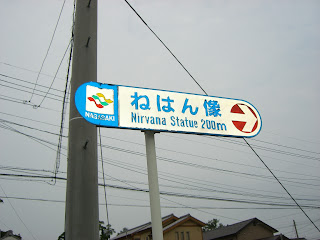 ねはん像
Nirvana Statue 200m
NAGASAKI